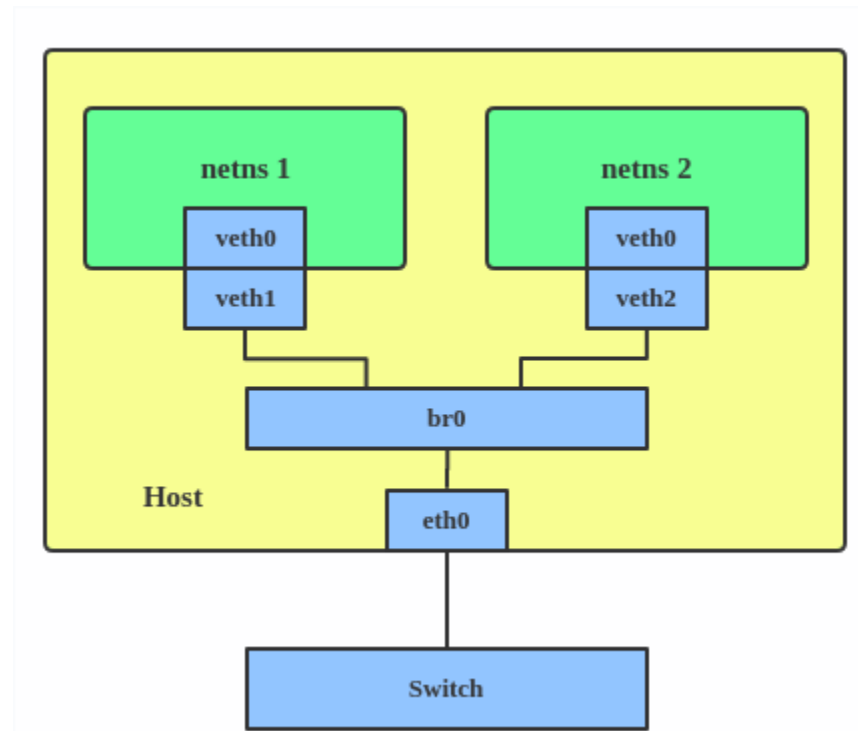 netns 1
netns 2
veth0
veth0
veth1
veth2
br0
Host
eth0
Switch